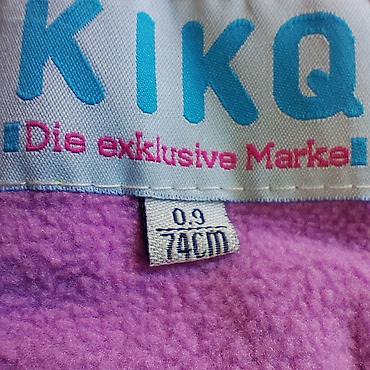 KIKQ
Die exklusive Marke
0.9
74cm